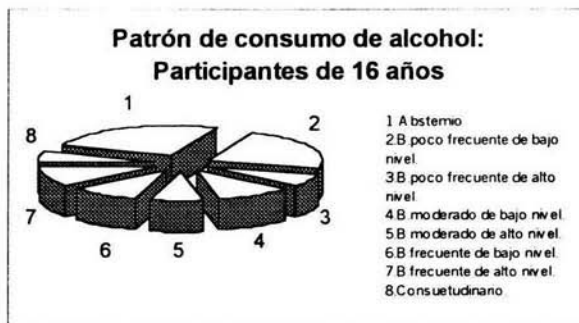 Patrón de consumo de alcohol:
Participantes de 16 años
1
2
3
4
5
6
7
8
1 Abstemio
2.B.poco frecuente de bajo
nivel.
3.B.poco frecuente de alto
nivel.
4.B.moderado de bajo nivel.
5.B moderado de alto nivel.
6.B frecuente de bajo nivel.
7.B frecuente de alto nivel.
8.Consuetudinario.